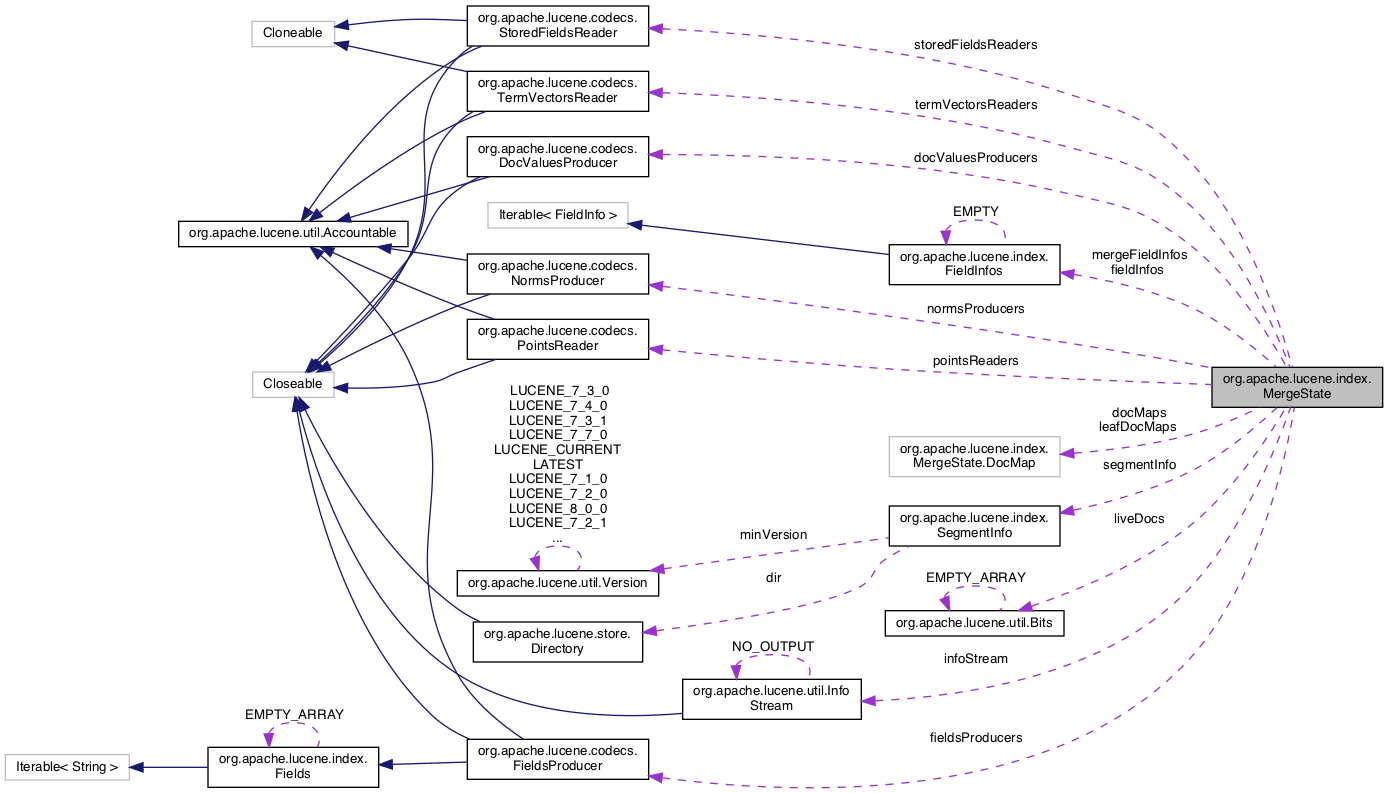 org.apache.lucene.codecs.
StoredFieldsReader
Cloneable
storedFieldsReaders
org.apache.lucene.codecs.
TermVectorsReader
termVectorsReaders
org.apache.lucene.codecs.
DocValuesProducer
docValuesProducers
Iterable< FieldInfo >
EMPTY
org.apache.lucene.util.Accountable
org.apache.lucene.index.
FieldInfos
mergeFieldInfos
fieldInfos
org.apache.lucene.codecs.
NormsProducer
normsProducers
org.apache.lucene.codecs.
PointsReader
pointsReaders
Closeable
org.apache.lucene.index.
MergeState
LUCENE_7_3_0
LUCENE_7_4_0
LUCENE_7_3_1
LUCENE_7_7_0
LUCENE_CURRENT
LATEST
LUCENE_7_1_0
LUCENE_7_2_0
LUCENE_8_0_0
LUCENE_7_2_1
...
docMaps
leafDocMaps
org.apache.lucene.index.
MergeState.DocMap
segmentInfo
org.apache.lucene.index.
SegmentInfo
liveDocs
minVersion
org.apache.lucene.util.Version
dir
EMPTY_ARRAY
org.apache.lucene.util.Bits
org.apache.lucene.store.
Directory
NO_OUTPUT
infoStream
org.apache.lucene.util.Info
Stream
EMPTY_ARRAY
fieldsProducers
Iterable< String >
org.apache.lucene.index.
Fields
org.apache.lucene.codecs.
FieldsProducer